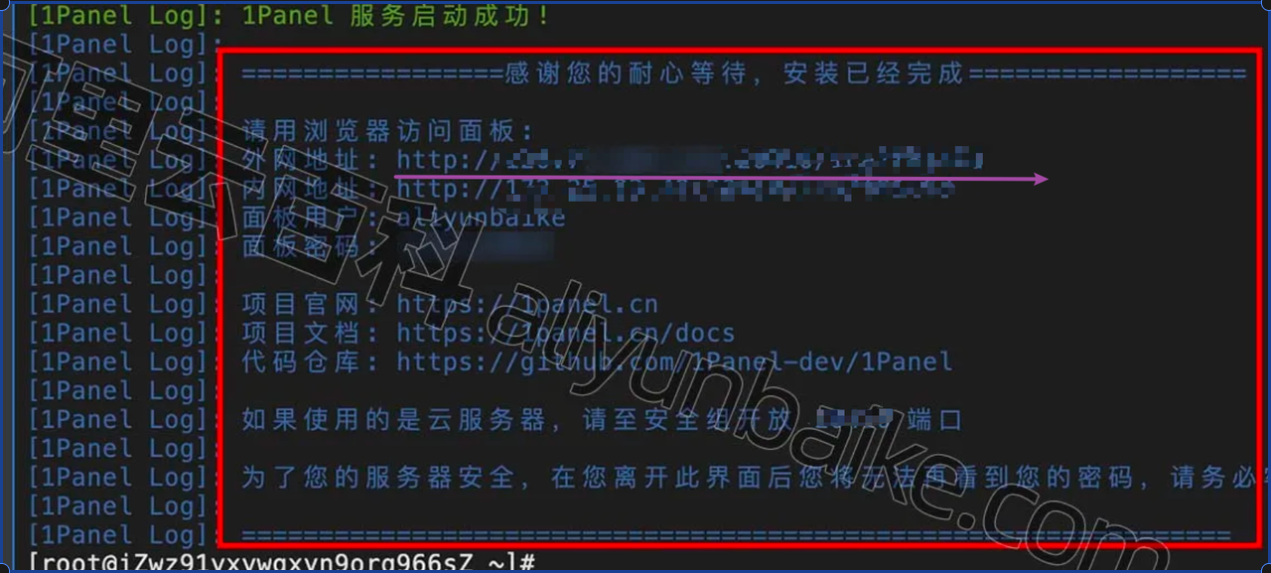 [1Panel Log]: 1Panel 服务启动成功!
[1Panel Log]:
[1Panel Log]: =================感谢您的耐心等待，安装已经完成==================
[1Panel Log]:
[1Panel Log]: 请用浏览器访问面板:
[1Panel Log]: 外网地址: http://
[1Panel Log]: 内网地址: http://
[1Panel Log]: 面板用户: aliyunbaike
[1Panel Log]: 面板密码:
[1Panel Log]:
[1Panel Log]: 项目官网: https://1panel.cn
[1Panel Log]: 项目文档: https://1panel.cn/docs
[1Panel Log]: 代码仓库: https://github.com/1Panel-dev/1Panel
[1Panel Log]:
[1Panel Log]: 如果使用的是云服务器，请至安全组开放 端口
[1Panel Log]:
[1Panel Log]: 为了您的服务器安全，在您离开此界面后您将无法再看到您的密码，请务必
[1Panel Log]:
[1Panel Log]: ================================================================
[root@iZwz91vxvwqxyn9org966sZ ~]#
阿里云百科 aliyunbaike.com